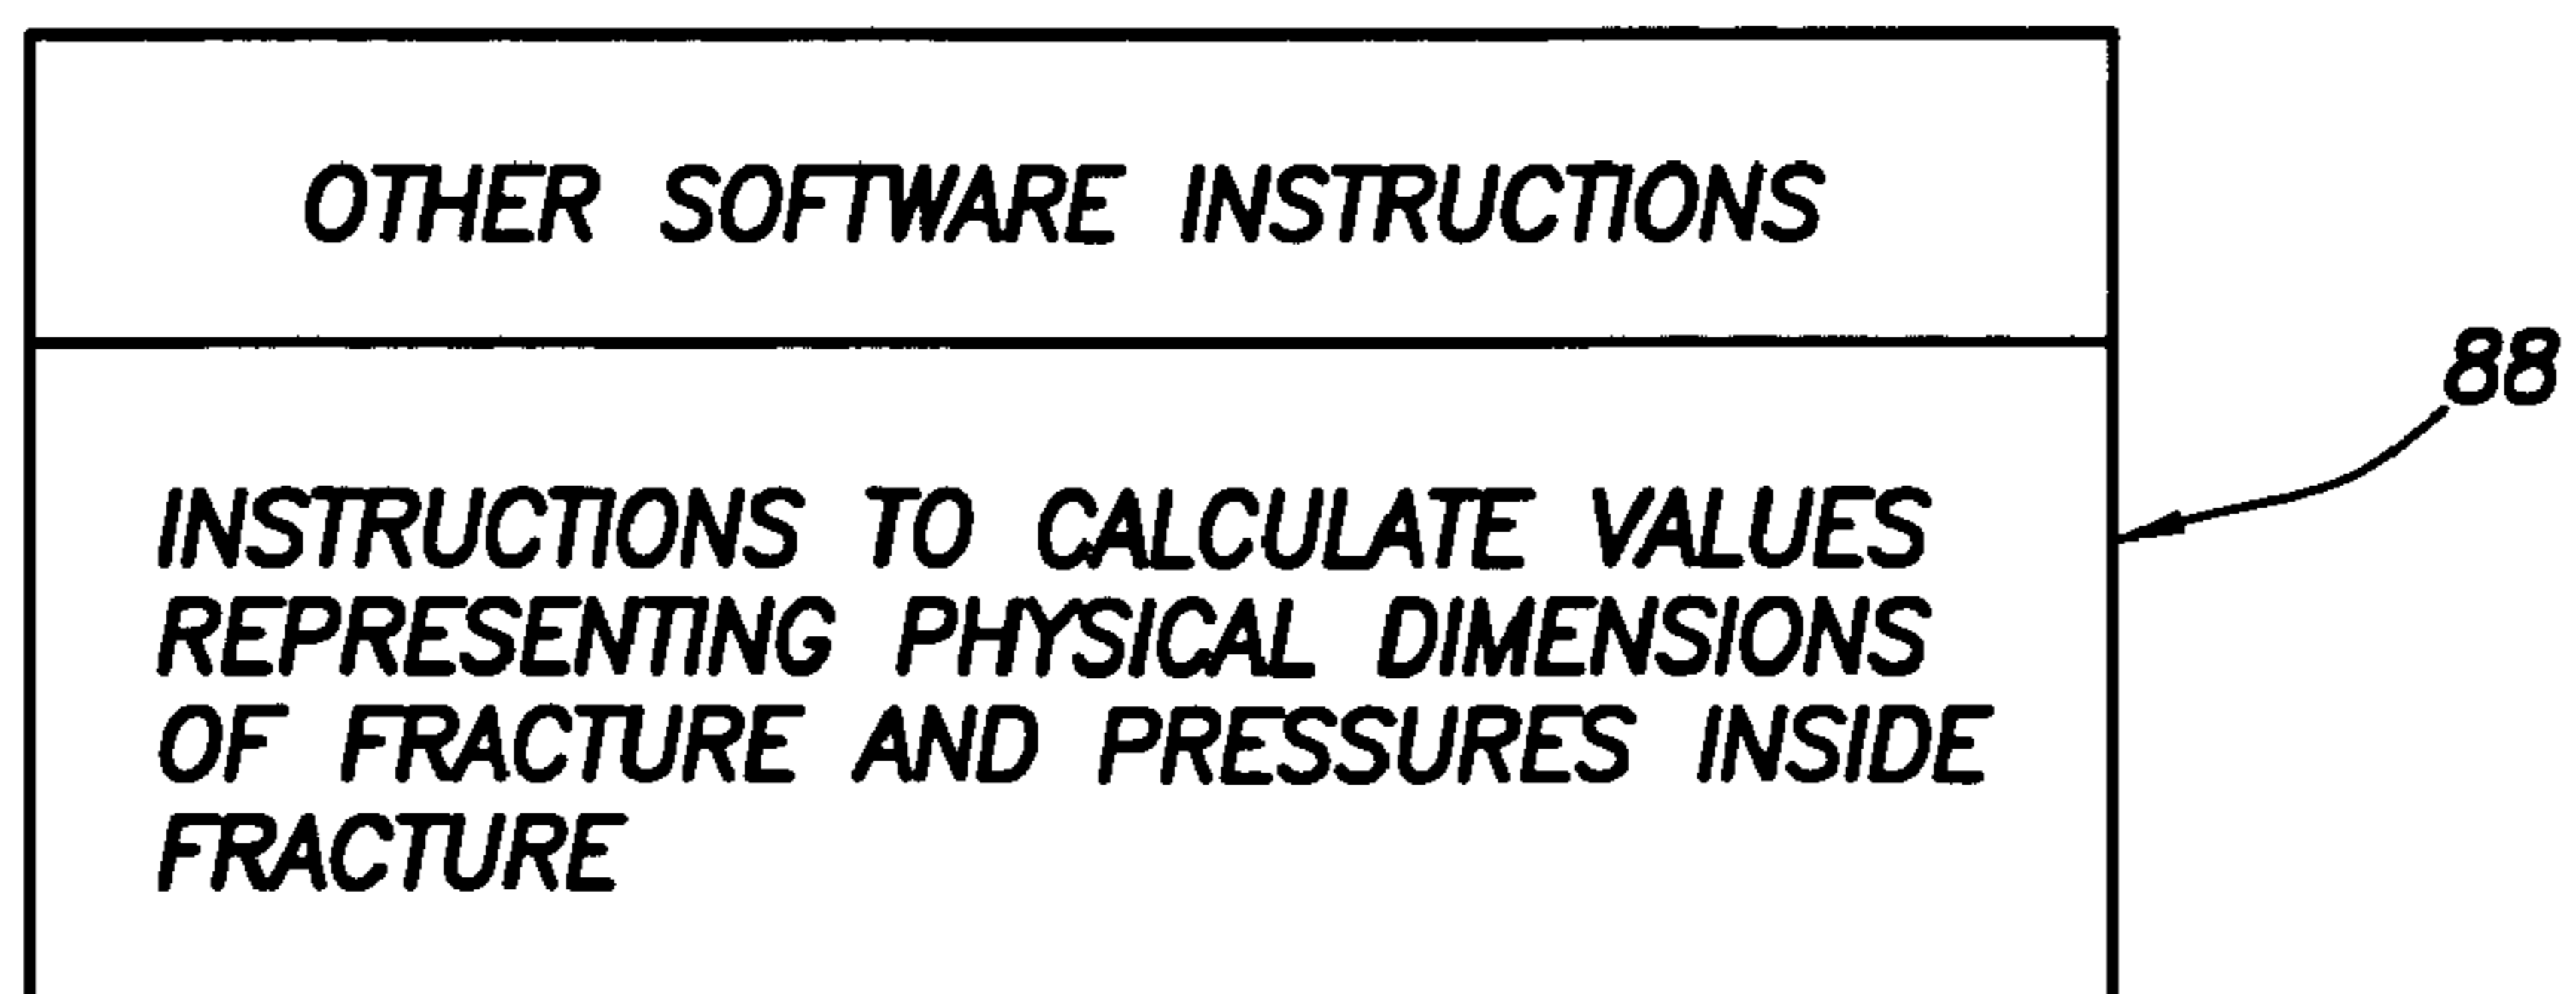 OTHER SOFTWARE INSTRUCTIONS
88
INSTRUCTIONS TO CALCULATE VALUES
REPRESENTING PHYSICAL DIMENSIONS
OF FRACTURE AND PRESSURES INSIDE
FRACTURE